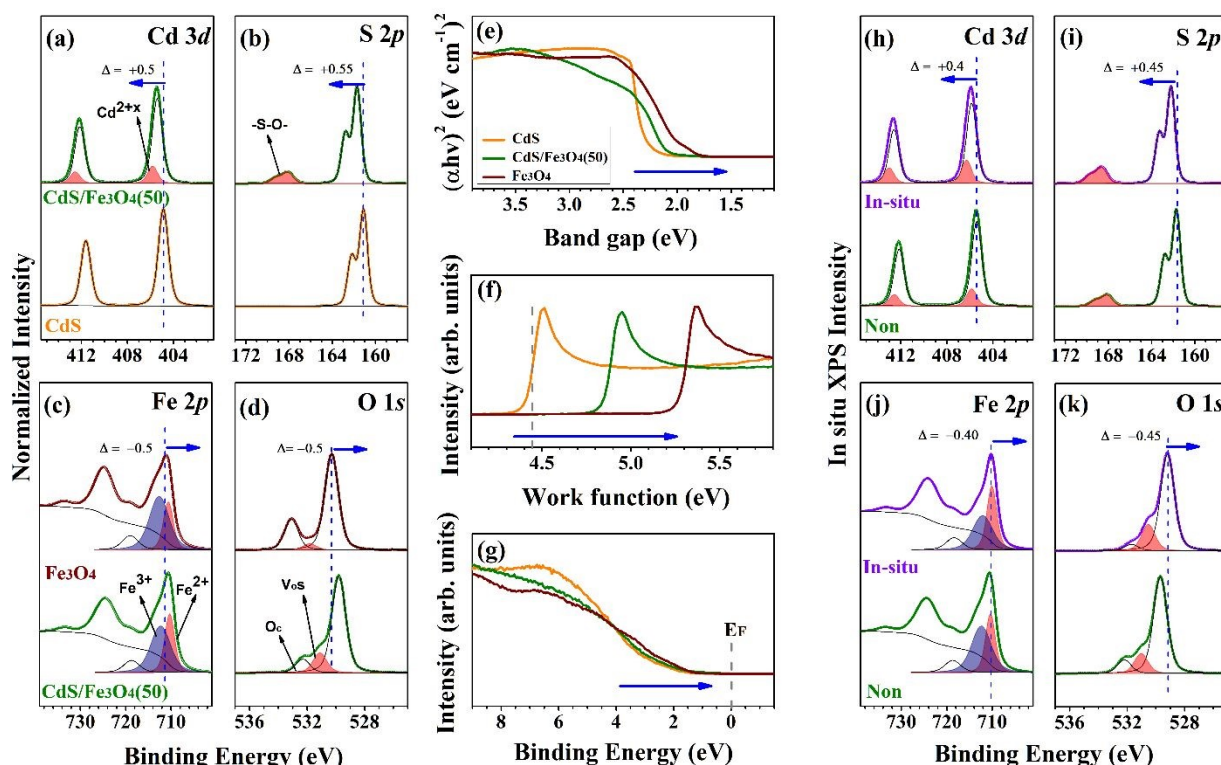 Normalized Intensity
(a) Cd 3d
Δ = +0.5
Cd2+x
CdS/Fe3O4(50)
CdS
412 408 404
(b) S 2p
Δ = +0.55
-S-O-
172 168 164 160
(c) Fe 2p
Δ = −0.5
Fe3O4
Fe3+
Fe2+
CdS/Fe3O4(50)
730 720 710
(d) O 1s
Δ= −0.5
Vos
Oc
536 532 528
Binding Energy (eV)
(e)
(αhν)2 (eV cm−1)2
CdS
CdS/Fe3O4(50)
Fe3O4
3.5 3.0 2.5 2.0 1.5
Band gap (eV)
(f)
Intensity (arb. units)
4.5 5.0 5.5
Work function (eV)
(g)
Intensity (arb. units)
EF
8 6 4 2 0
Binding Energy (eV)
In situ XPS Intensity
(h) Cd 3d
Δ = +0.4
In-situ
Non
412 408 404
(i) S 2p
Δ = +0.45
172 168 164 160
(j) Fe 2p
Δ = −0.40
In-situ
Non
730 720 710
(k) O 1s
Δ = −0.45
536 532 528
Binding Energy (eV)